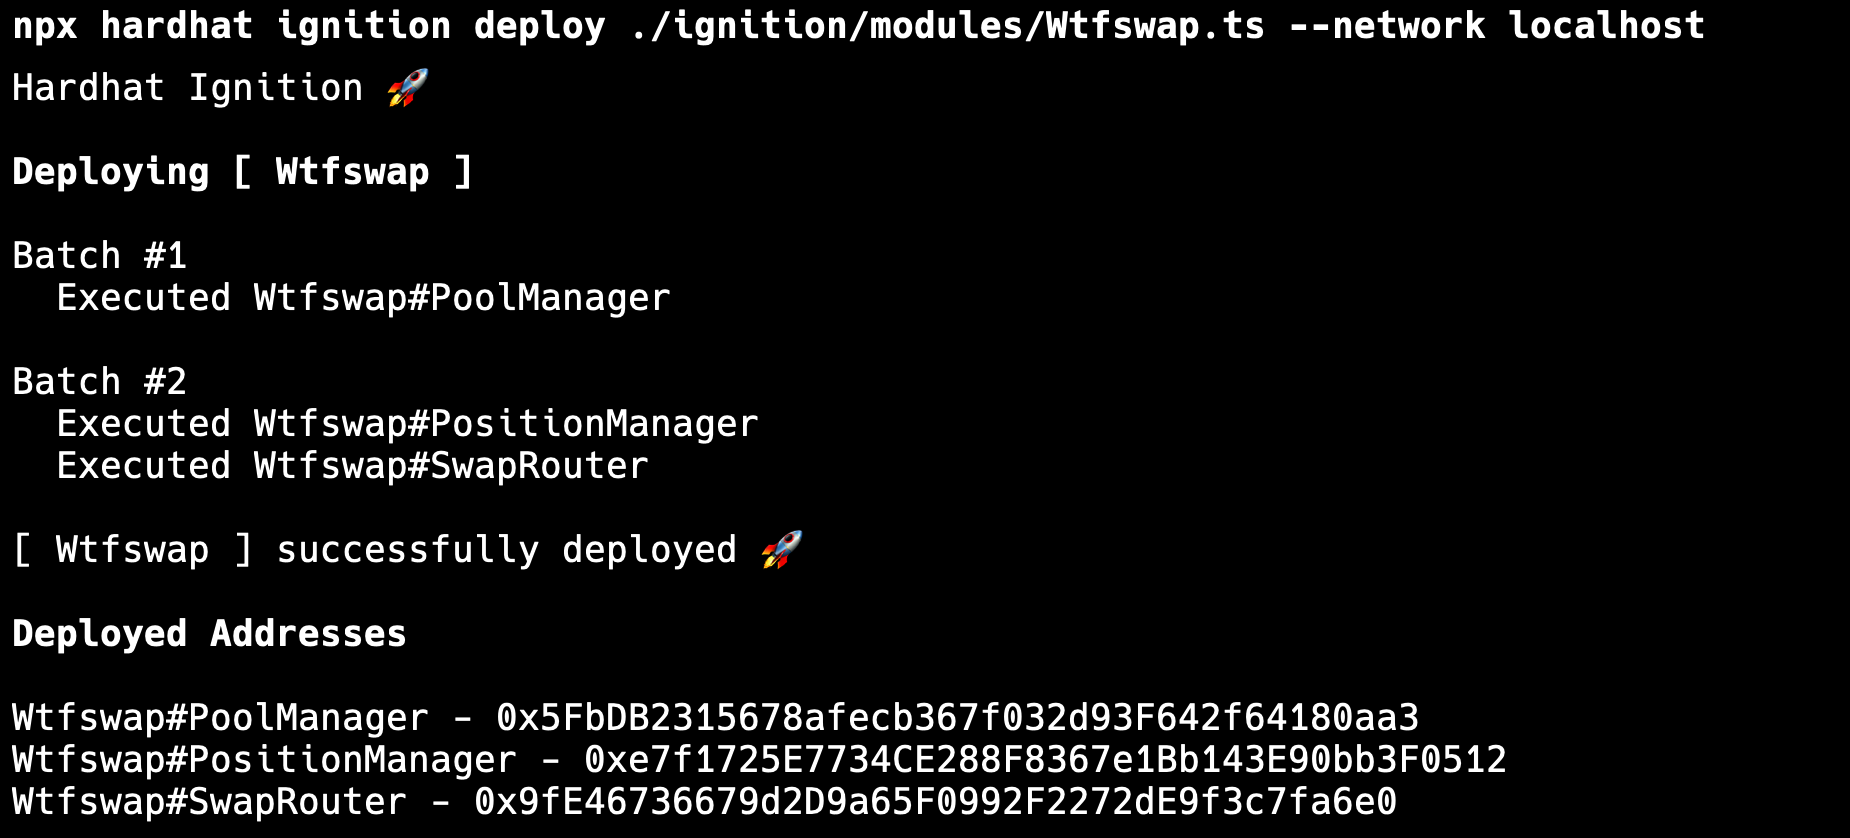 npx hardhat ignition deploy ./ignition/modules/Wtfswap.ts --network localhost
Hardhat Ignition 🚀
Deploying [ Wtfswap ]
Batch #1
  Executed Wtfswap#PoolManager
Batch #2
  Executed Wtfswap#PositionManager
  Executed Wtfswap#SwapRouter
[ Wtfswap ] successfully deployed 🚀
Deployed Addresses
Wtfswap#PoolManager - 0x5FbDB2315678afecb367f032d93F642f64180aa3
Wtfswap#PositionManager - 0xe7f1725E7734CE288F8367e1Bb143E90bb3F0512
Wtfswap#SwapRouter - 0x9fE46736679d2D9a65F0992F2272dE9f3c7fa6e0